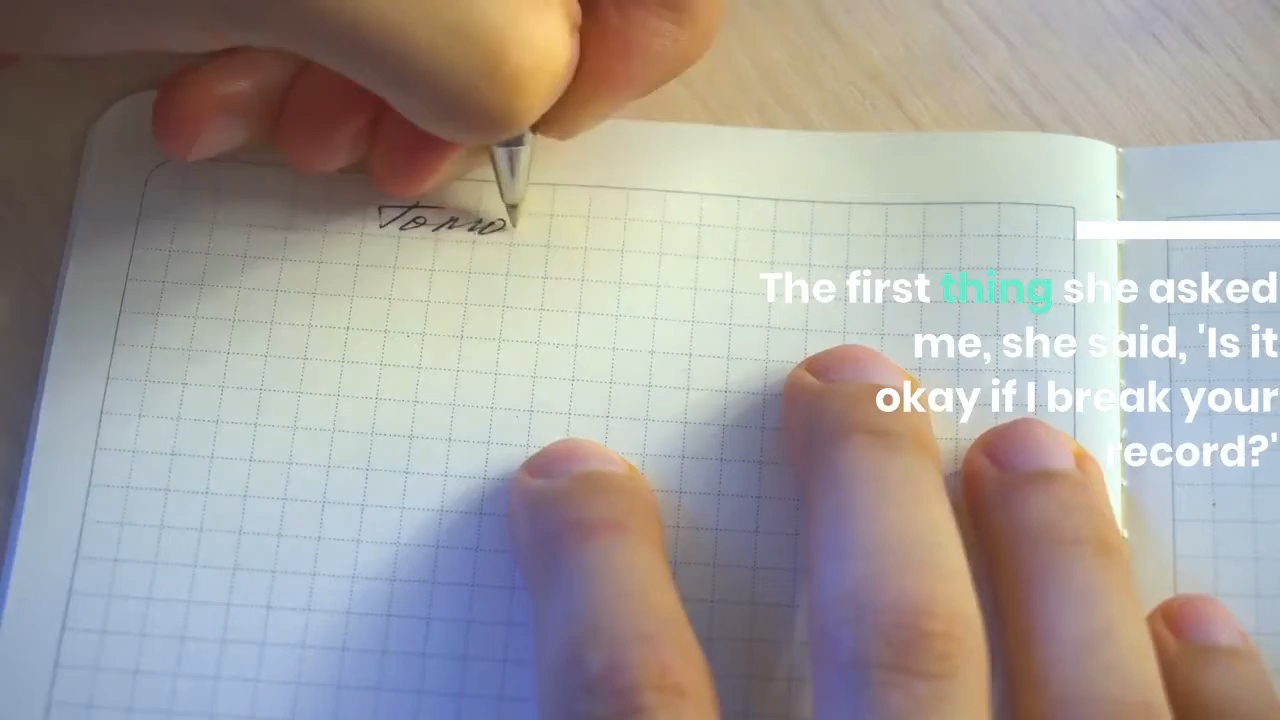 Tomo
The first thing she asked
me, she said, 'Is it
okay if I break your
record?'